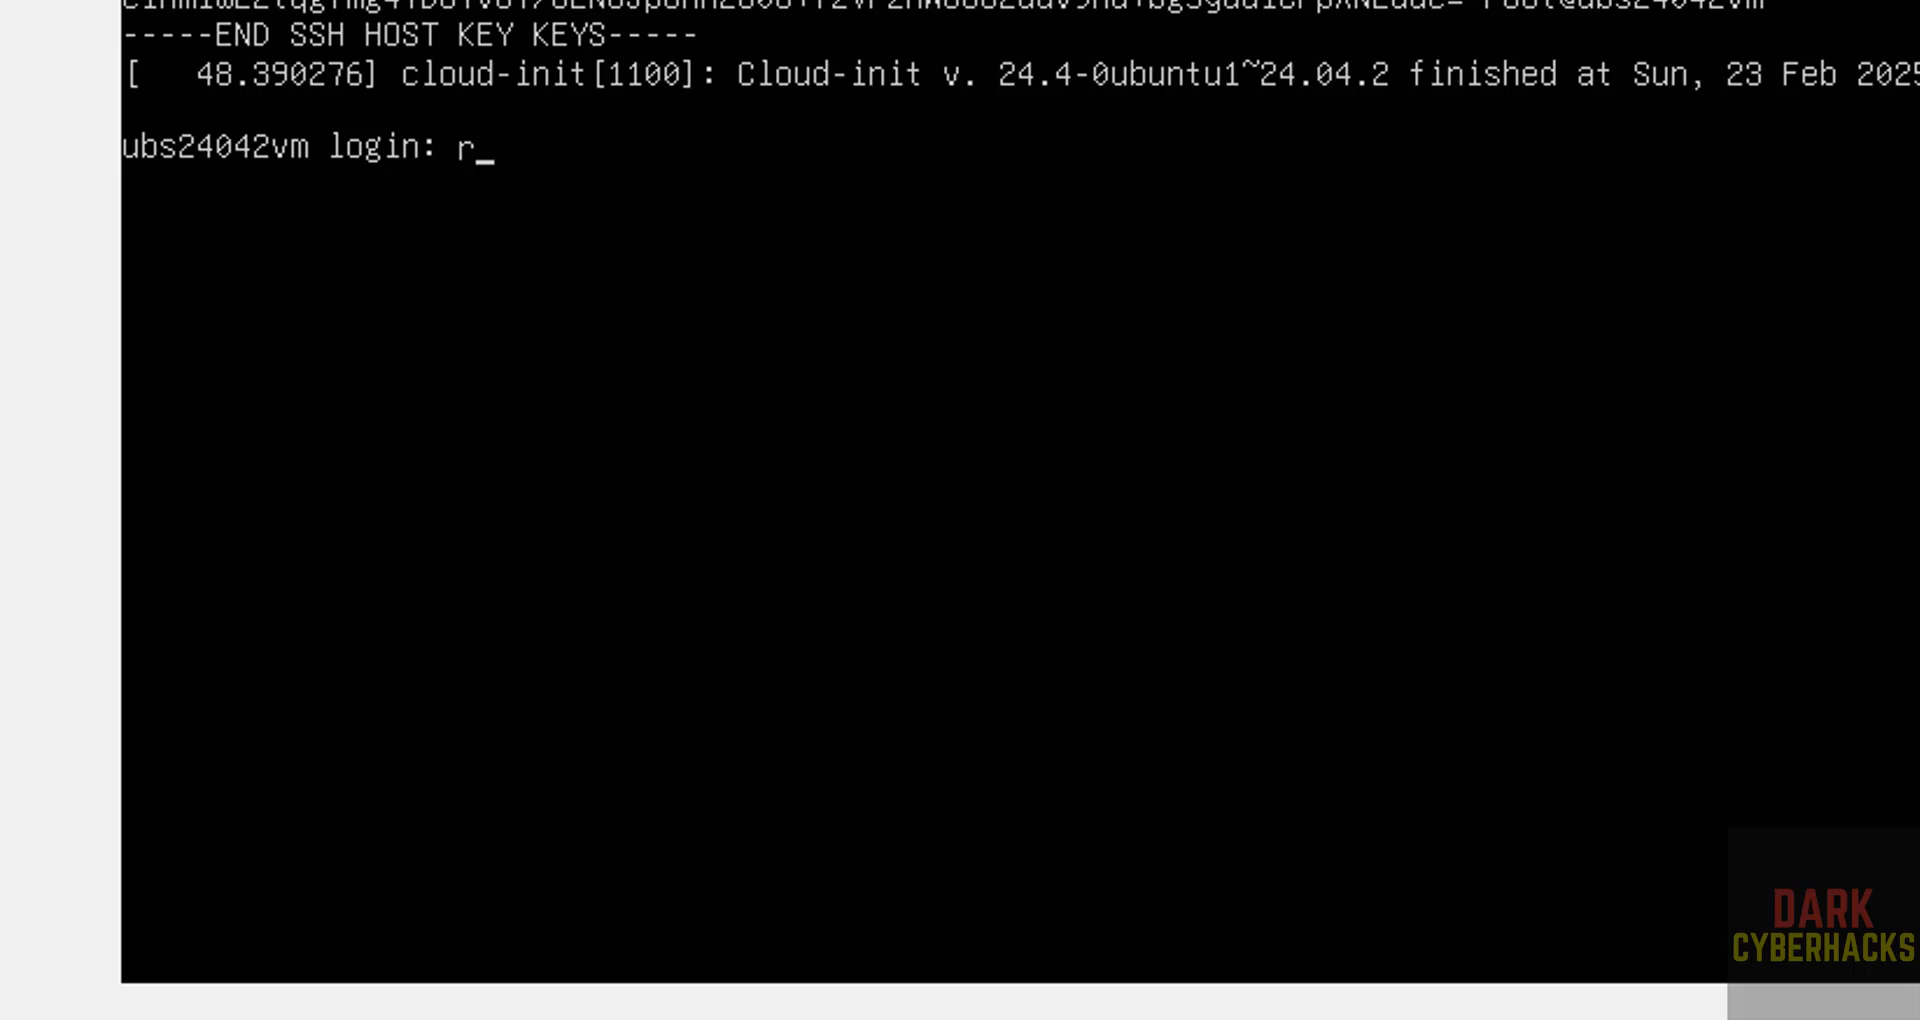 -----END SSH HOST KEY KEYS-----
[   48.390276] cloud-init[1100]: Cloud-init v. 24.4-0ubuntu1~24.04.2 finished at Sun, 23 Feb 2025
ubs24042vm login: r_
DARK
CYBERHACKS